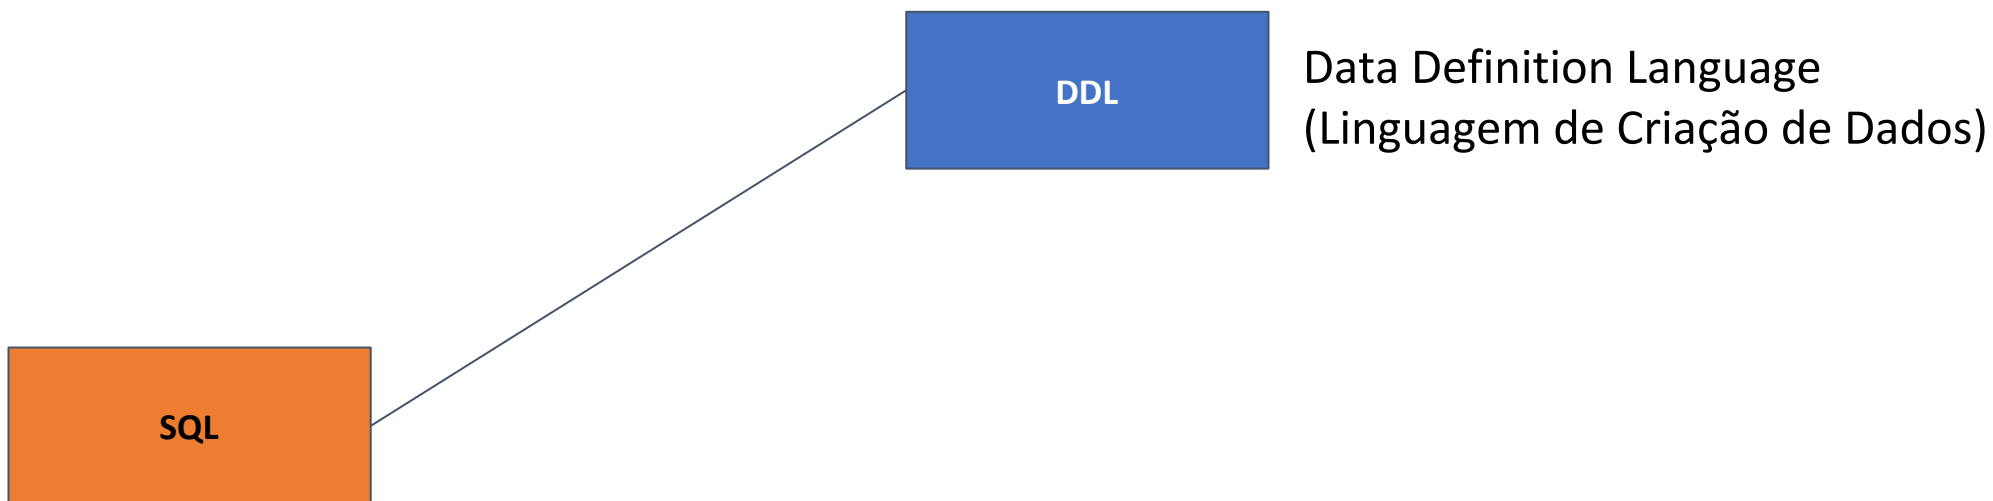 DDL
Data Definition Language
(Linguagem de Criação de Dados)
SQL